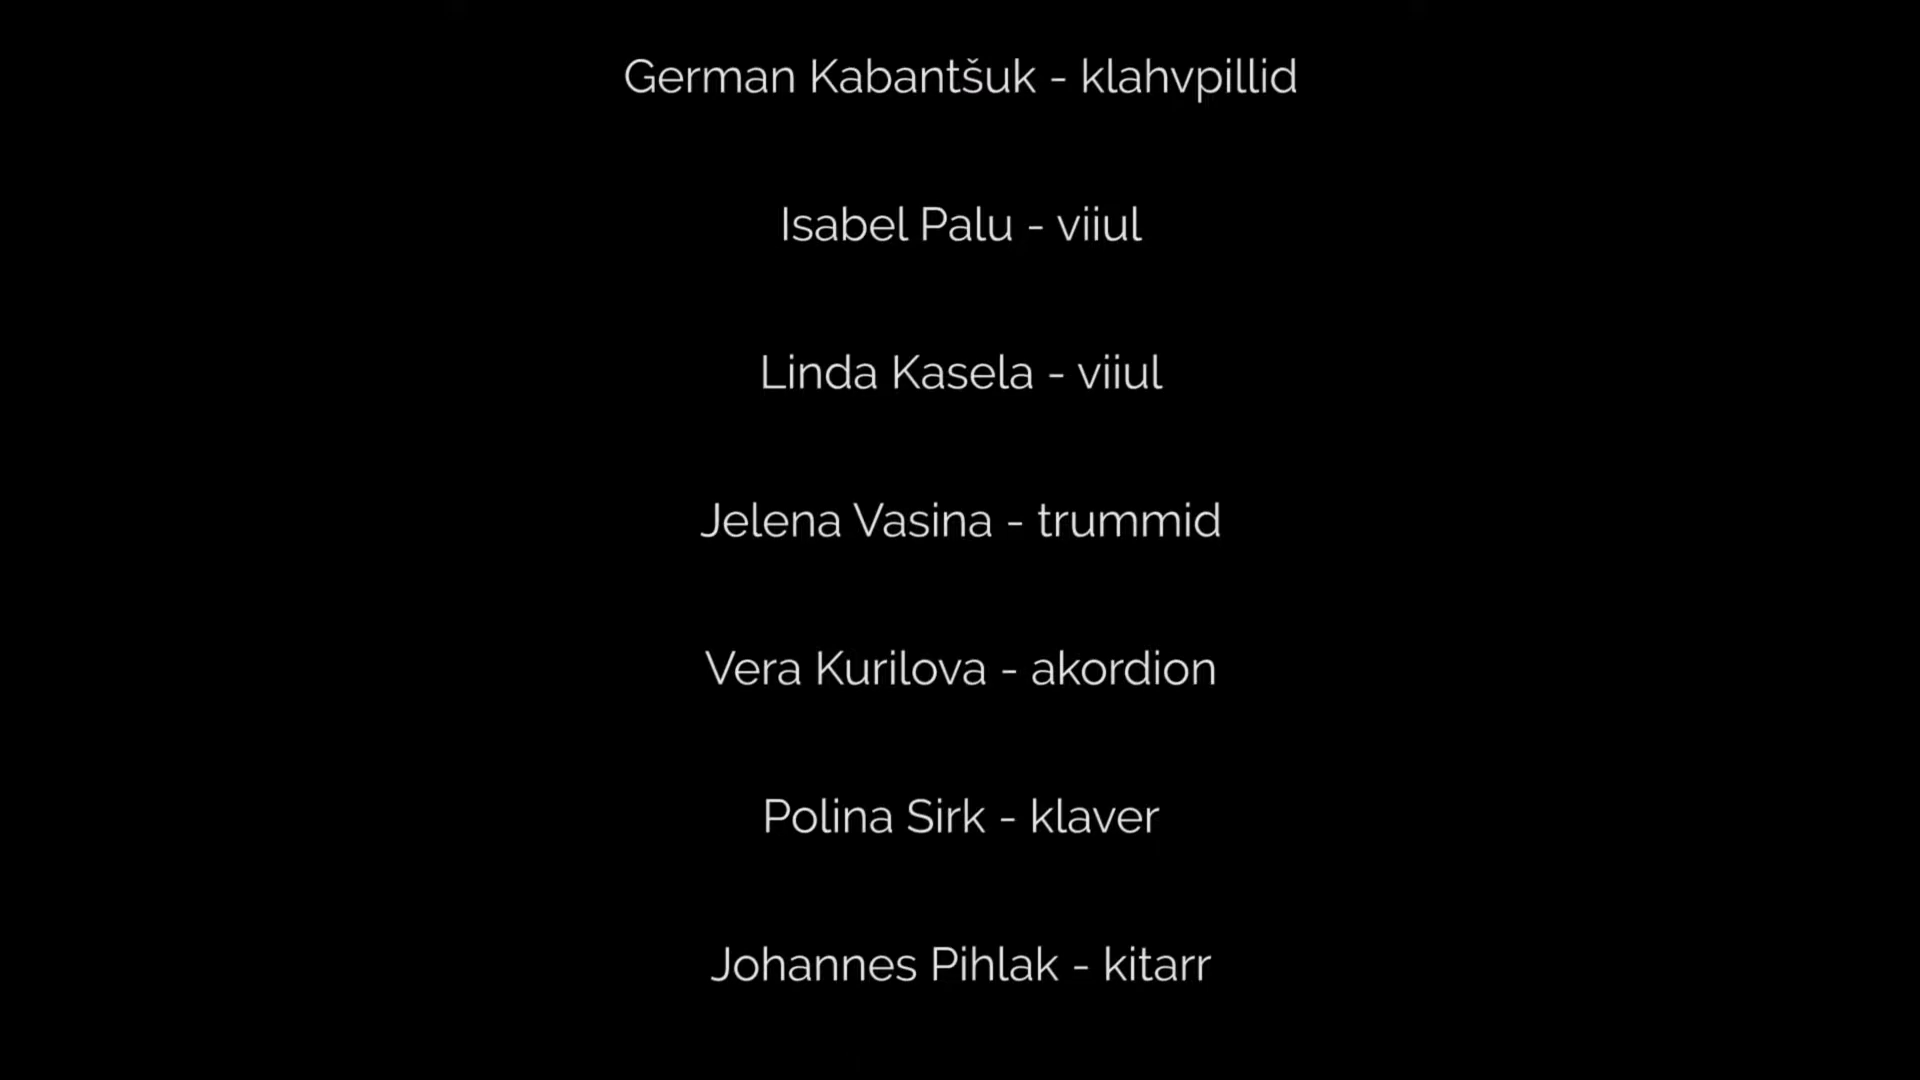 German Kabantšuk - klahvpillid
Isabel Palu - viiul
Linda Kasela - viiul
Jelena Vasina - trummid
Vera Kurilova - akordion
Polina Sirk - klaver
Johannes Pihlak - kitarr